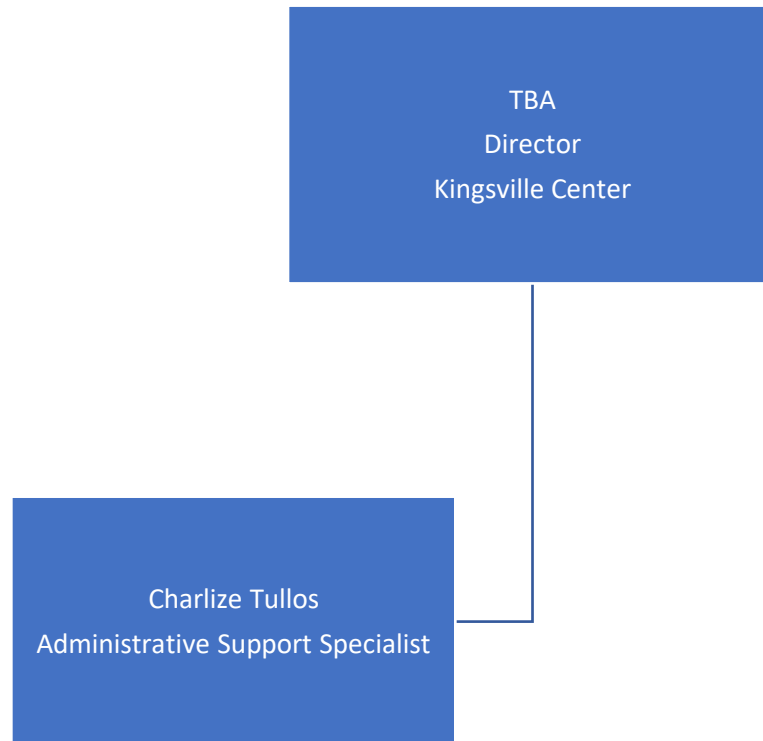 TBA
Director
Kingsville Center
Charlize Tullos
Administrative Support Specialist